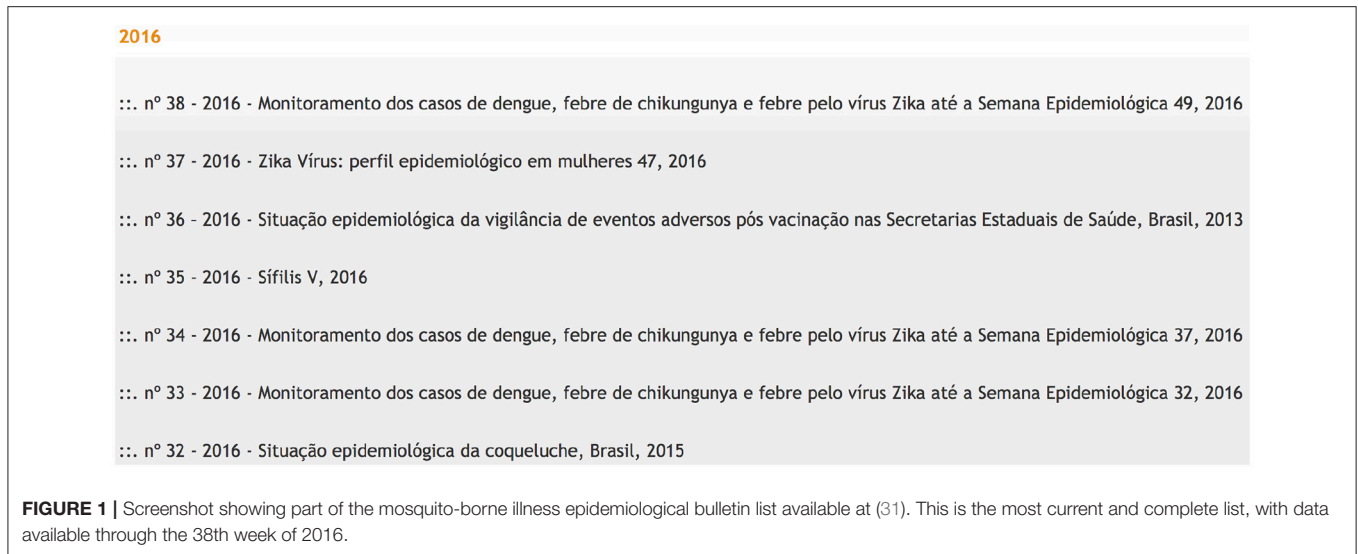 2016
::. nº 38 - 2016 - Monitoramento dos casos de dengue, febre de chikungunya e febre pelo vírus Zika até a Semana Epidemiológica 49, 2016
::. nº 37 - 2016 - Zika Vírus: perfil epidemiológico em mulheres 47, 2016
::. nº 36 - 2016 - Situação epidemiológica da vigilância de eventos adversos pós vacinação nas Secretarias Estaduais de Saúde, Brasil, 2013
::. nº 35 - 2016 - Sífilis V, 2016
::. nº 34 - 2016 - Monitoramento dos casos de dengue, febre de chikungunya e febre pelo vírus Zika até a Semana Epidemiológica 37, 2016
::. nº 33 - 2016 - Monitoramento dos casos de dengue, febre de chikungunya e febre pelo vírus Zika até a Semana Epidemiológica 32, 2016
::. nº 32 - 2016 - Situação epidemiológica da coqueluche, Brasil, 2015
FIGURE 1 | Screenshot showing part of the mosquito-borne illness epidemiological bulletin list available at (31). This is the most current and complete list, with data
available through the 38th week of 2016.